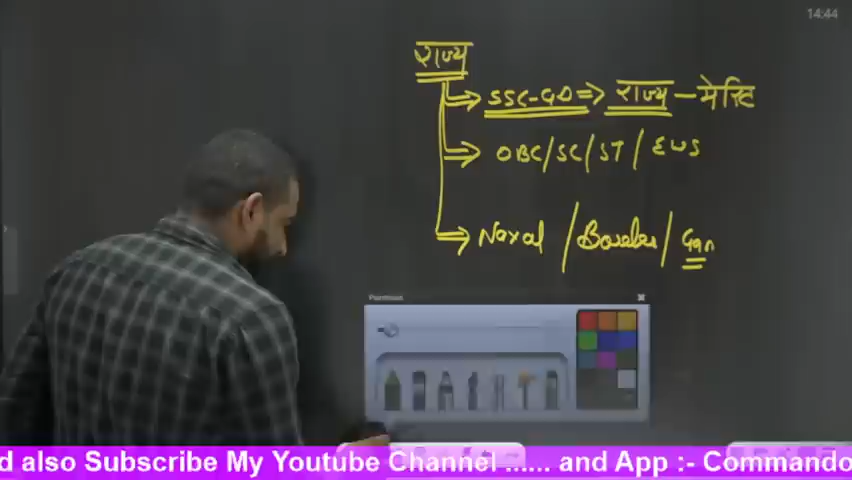 14:44
राज्य
SSC-GD => राज्य - मेरिट
OBC/SC/ST/EWS
Naxal / Border / Gen
d also Subscribe My Youtube Channel ...... and App :- Commando